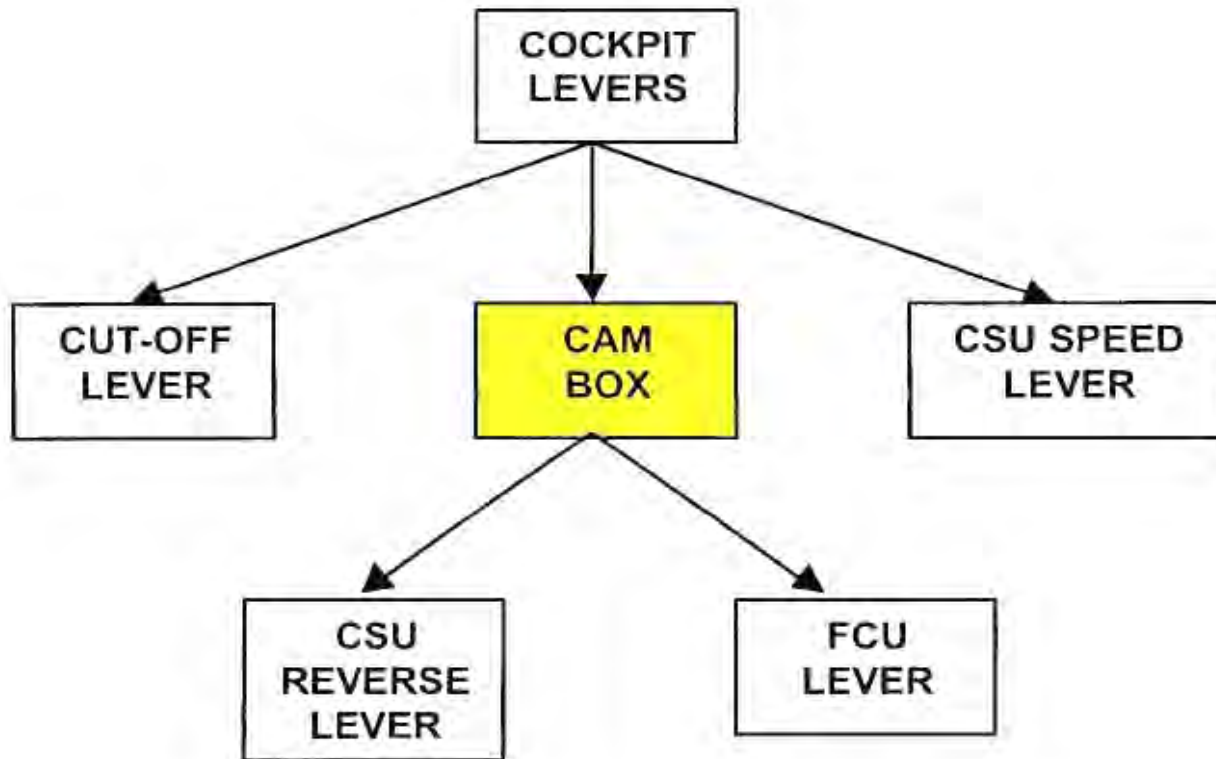 COCKPIT
LEVERS
CUT-OFF
LEVER
CAM
BOX
CSU SPEED
LEVER
CSU
REVERSE
LEVER
FCU
LEVER